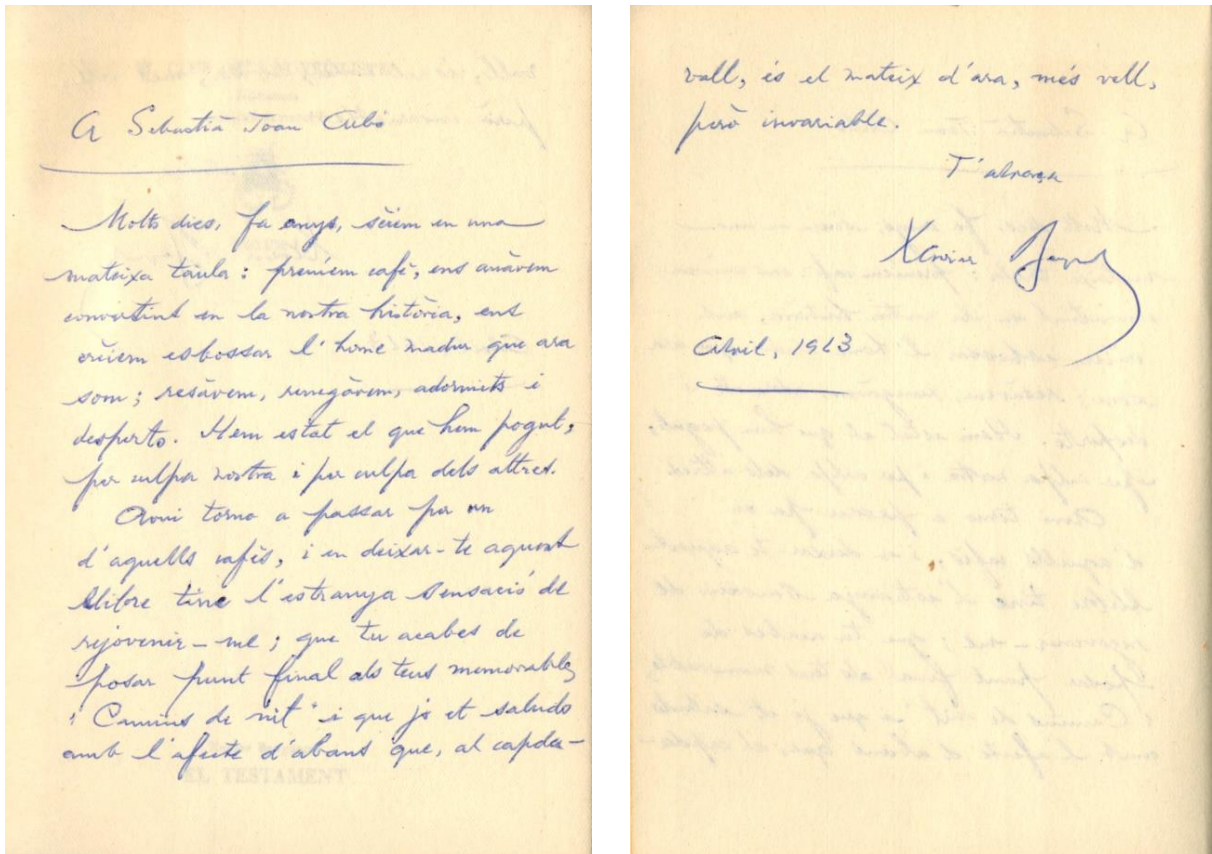 A Sebastià Joan Arbó
Molts dies, fa anys, sèiem en una
mateixa taula: preníem cafè, ens anàvem
convertint en la nostra història, ens
crèiem esbossar l'home madur que ara
som; resàvem, renegàvem, adormits i
desperts. Hem estat el que hem pogut,
per culpa nostra i per culpa dels altres.
Avui torno a passar per un
d'aquells cafès, i en deixar-te aquest
llibre tinc l'estranya sensació de
rejovenir-me; que tu acabes de
posar punt final als teus memorables
"Camins de nit" i que jo et saludo
amb l'afecte d'abans que, al capda-
EL TESTAMENT
vall, és el mateix d'ara, més vell,
però invariable.
T'abraça
Xavier
Abril, 1963